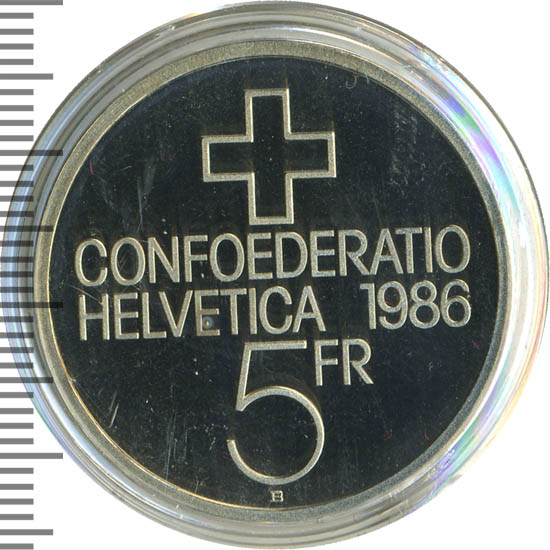 CONFOEDERATIO
HELVETICA 1986
5 FR
B